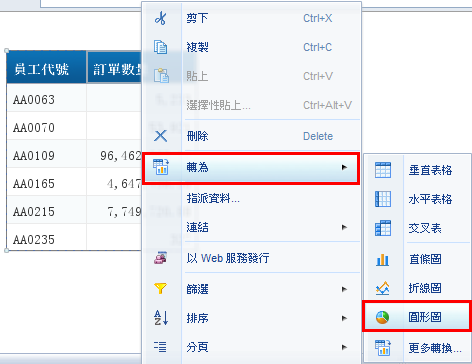 員工代號 訂單數量
AA0063
AA0070
AA0109 96,462
AA0165 4,647
AA0215 7,749
AA0235
剪下 Ctrl+X
複製 Ctrl+C
貼上 Ctrl+V
選擇性貼上... Ctrl+Alt+V
刪除 Delete
轉為
指派資料...
連結
以 Web 服務發行
篩選
排序
分頁
垂直表格
水平表格
交叉表
直條圖
折線圖
圓形圖
更多轉換...